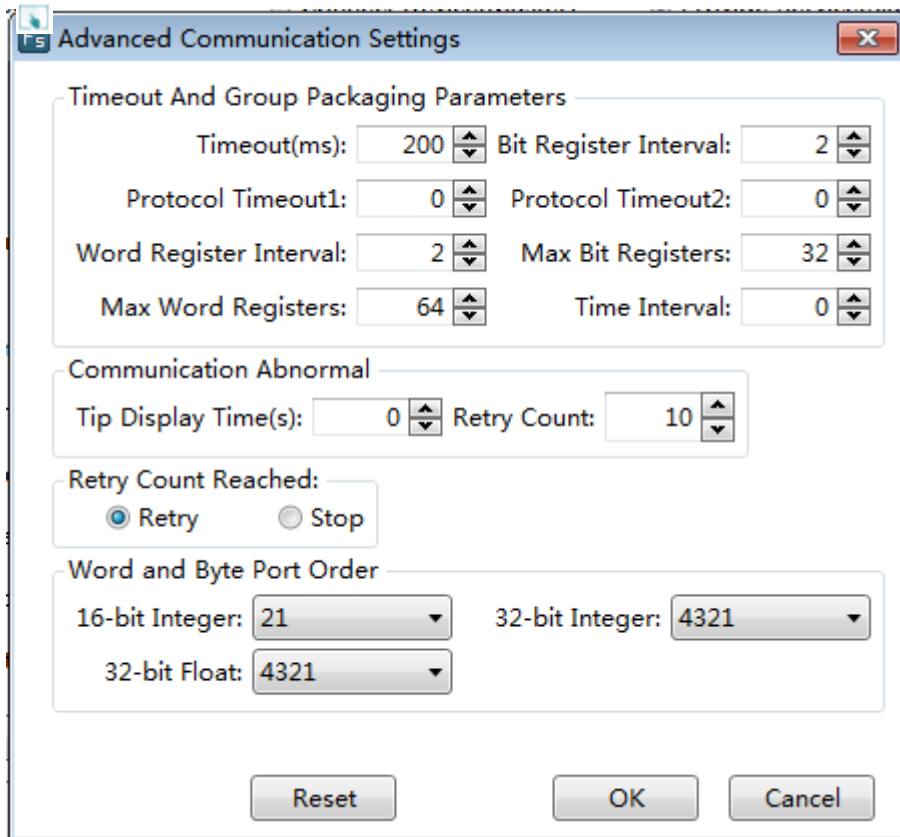 Advanced Communication Settings
Timeout And Group Packaging Parameters
Timeout(ms): 200 Bit Register Interval: 2
Protocol Timeout1: 0 Protocol Timeout2: 0
Word Register Interval: 2 Max Bit Registers: 32
Max Word Registers: 64 Time Interval: 0
Communication Abnormal
Tip Display Time(s): 0 Retry Count: 10
Retry Count Reached:
Retry Stop
Word and Byte Port Order
16-bit Integer: 21 32-bit Integer: 4321
32-bit Float: 4321
Reset OK Cancel